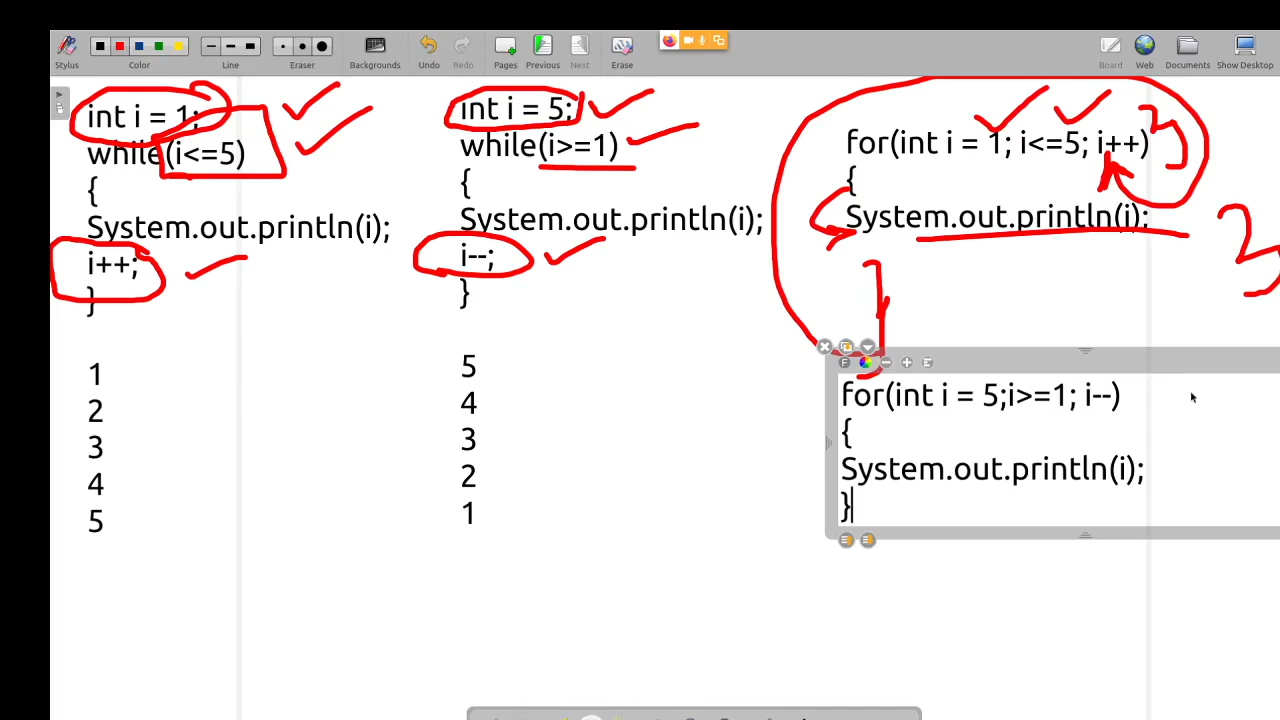 Stylus
Color
Line
Eraser
Backgrounds
Undo
Redo
Pages
Previous
Next
Erase
Board
Web
Documents
Show Desktop
int i = 1;
while(i<=5)
{
System.out.println(i);
i++;
}
1
2
3
4
5
int i = 5;
while(i>=1)
{
System.out.println(i);
i--;
}
5
4
3
2
1
for(int i = 1; i<=5; i++)
{
System.out.println(i);
for(int i = 5;i>=1; i--)
{
System.out.println(i);
}